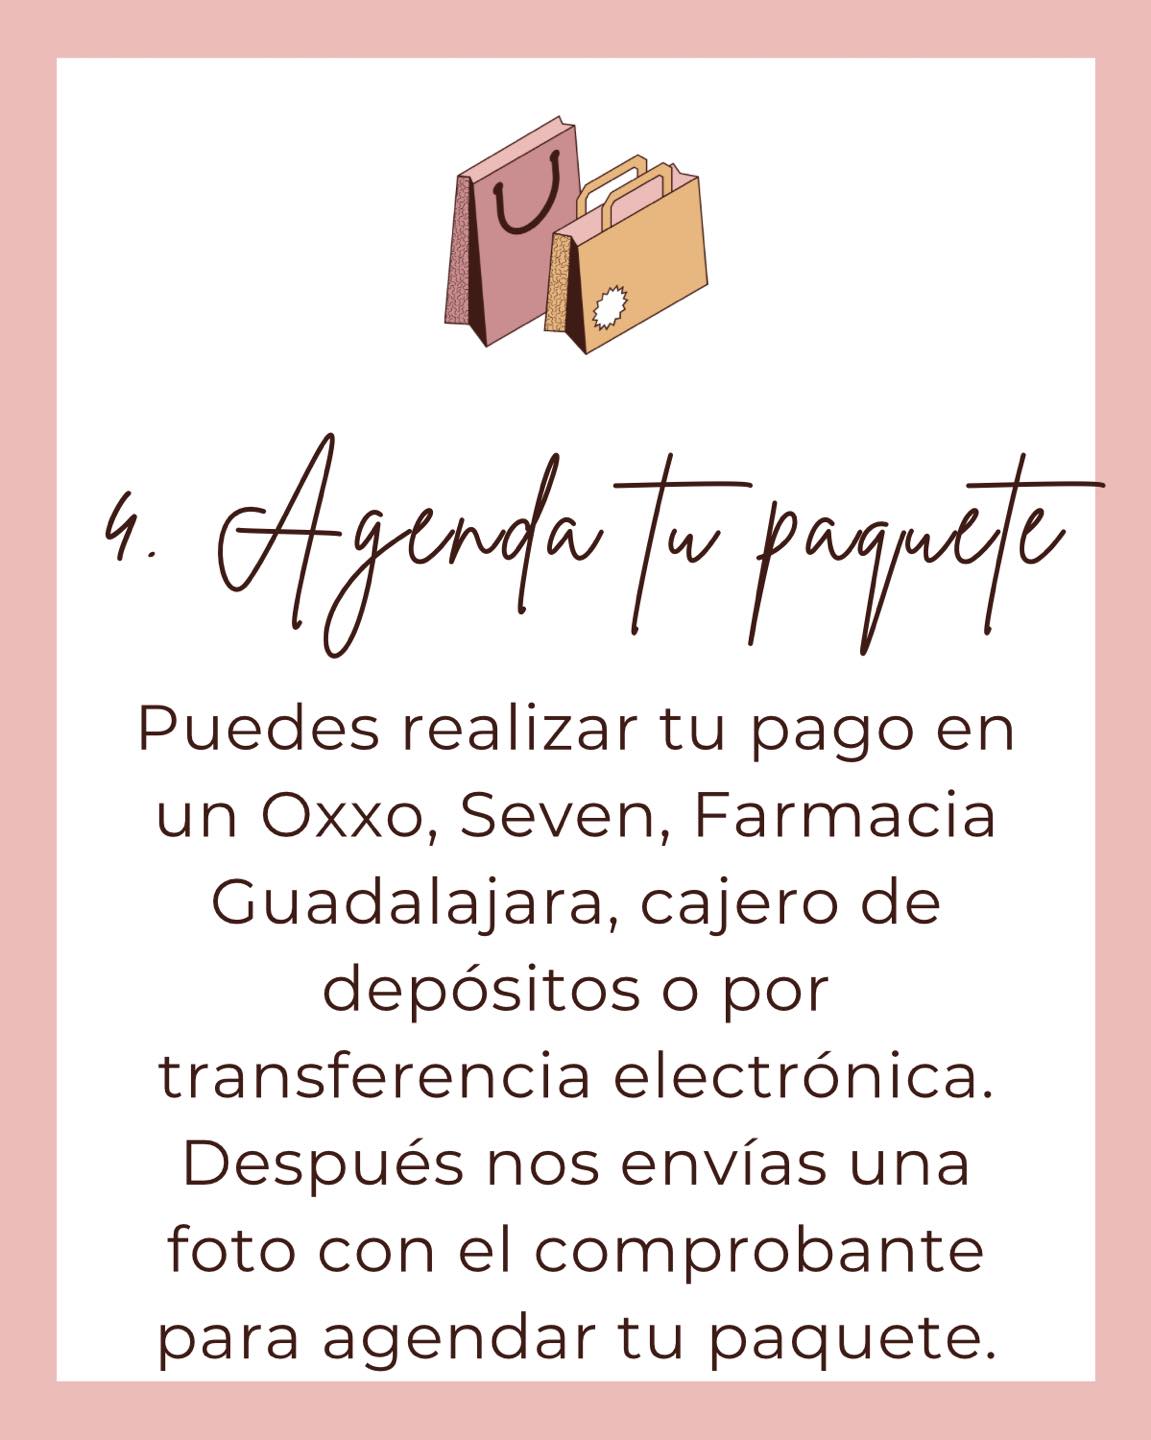 4. Agenda tu paquete
Puedes realizar tu pago en
un Oxxo, Seven, Farmacia
Guadalajara, cajero de
depósitos o por
transferencia electrónica.
Después nos envías una
foto con el comprobante
para agendar tu paquete.